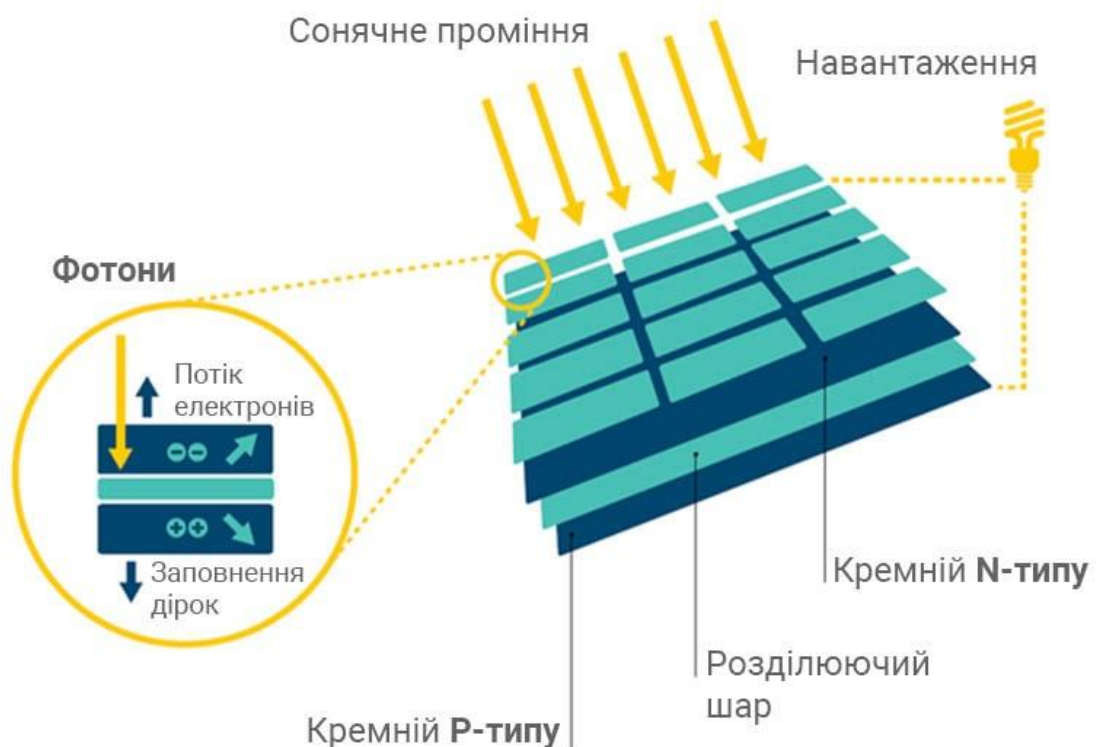 Сонячне проміння
Навантаження
Фотони
Потік
електронів
Заповнення
дірок
Кремній N-типу
Розділюючий
шар
Кремній P-типу